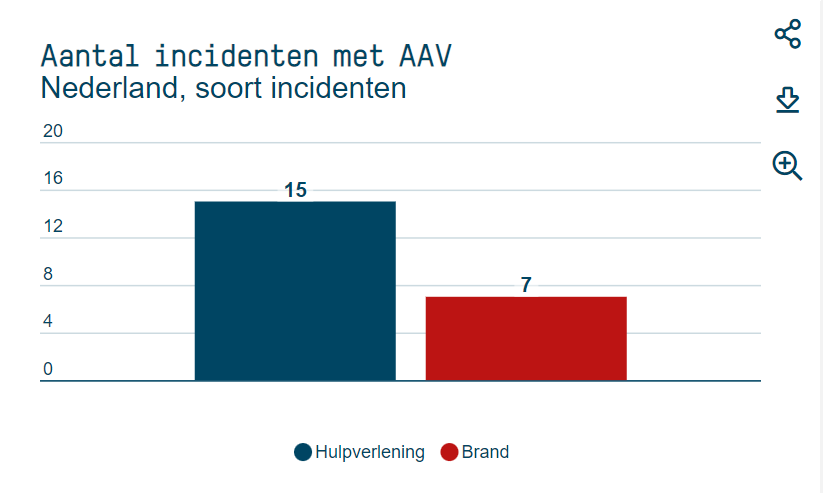 Aantal incidenten met AAV
Nederland, soort incidenten
20
16
15
12
8
7
4
0
Hulpverlening Brand